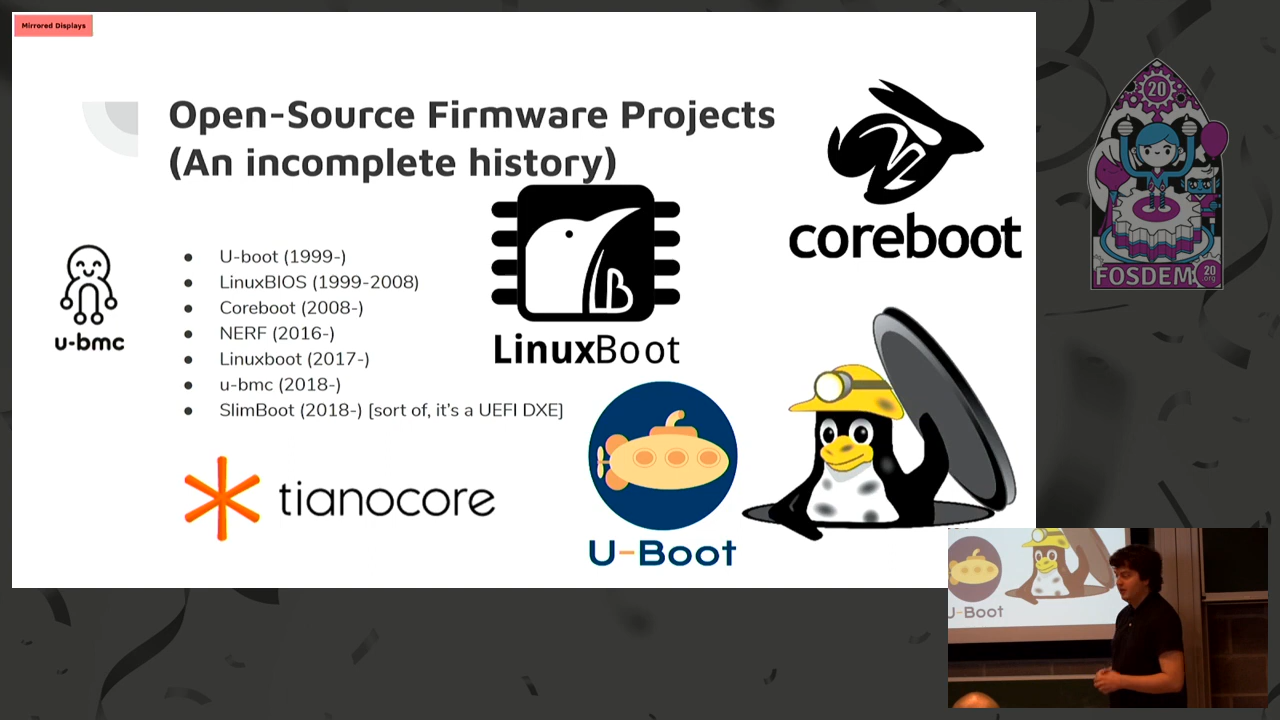 Mirrored Displays
Open-Source Firmware Projects
(An incomplete history)
coreboot
20
FOSDEM 20
.org
LinuxBoot
B
u-bmc
● U-boot (1999-)
● LinuxBIOS (1999-2008)
● Coreboot (2008-)
● NERF (2016-)
● Linuxboot (2017-)
● u-bmc (2018-)
● SlimBoot (2018-) [sort of, it's a UEFI DXE]
tianocore
U-Boot
U-Boot